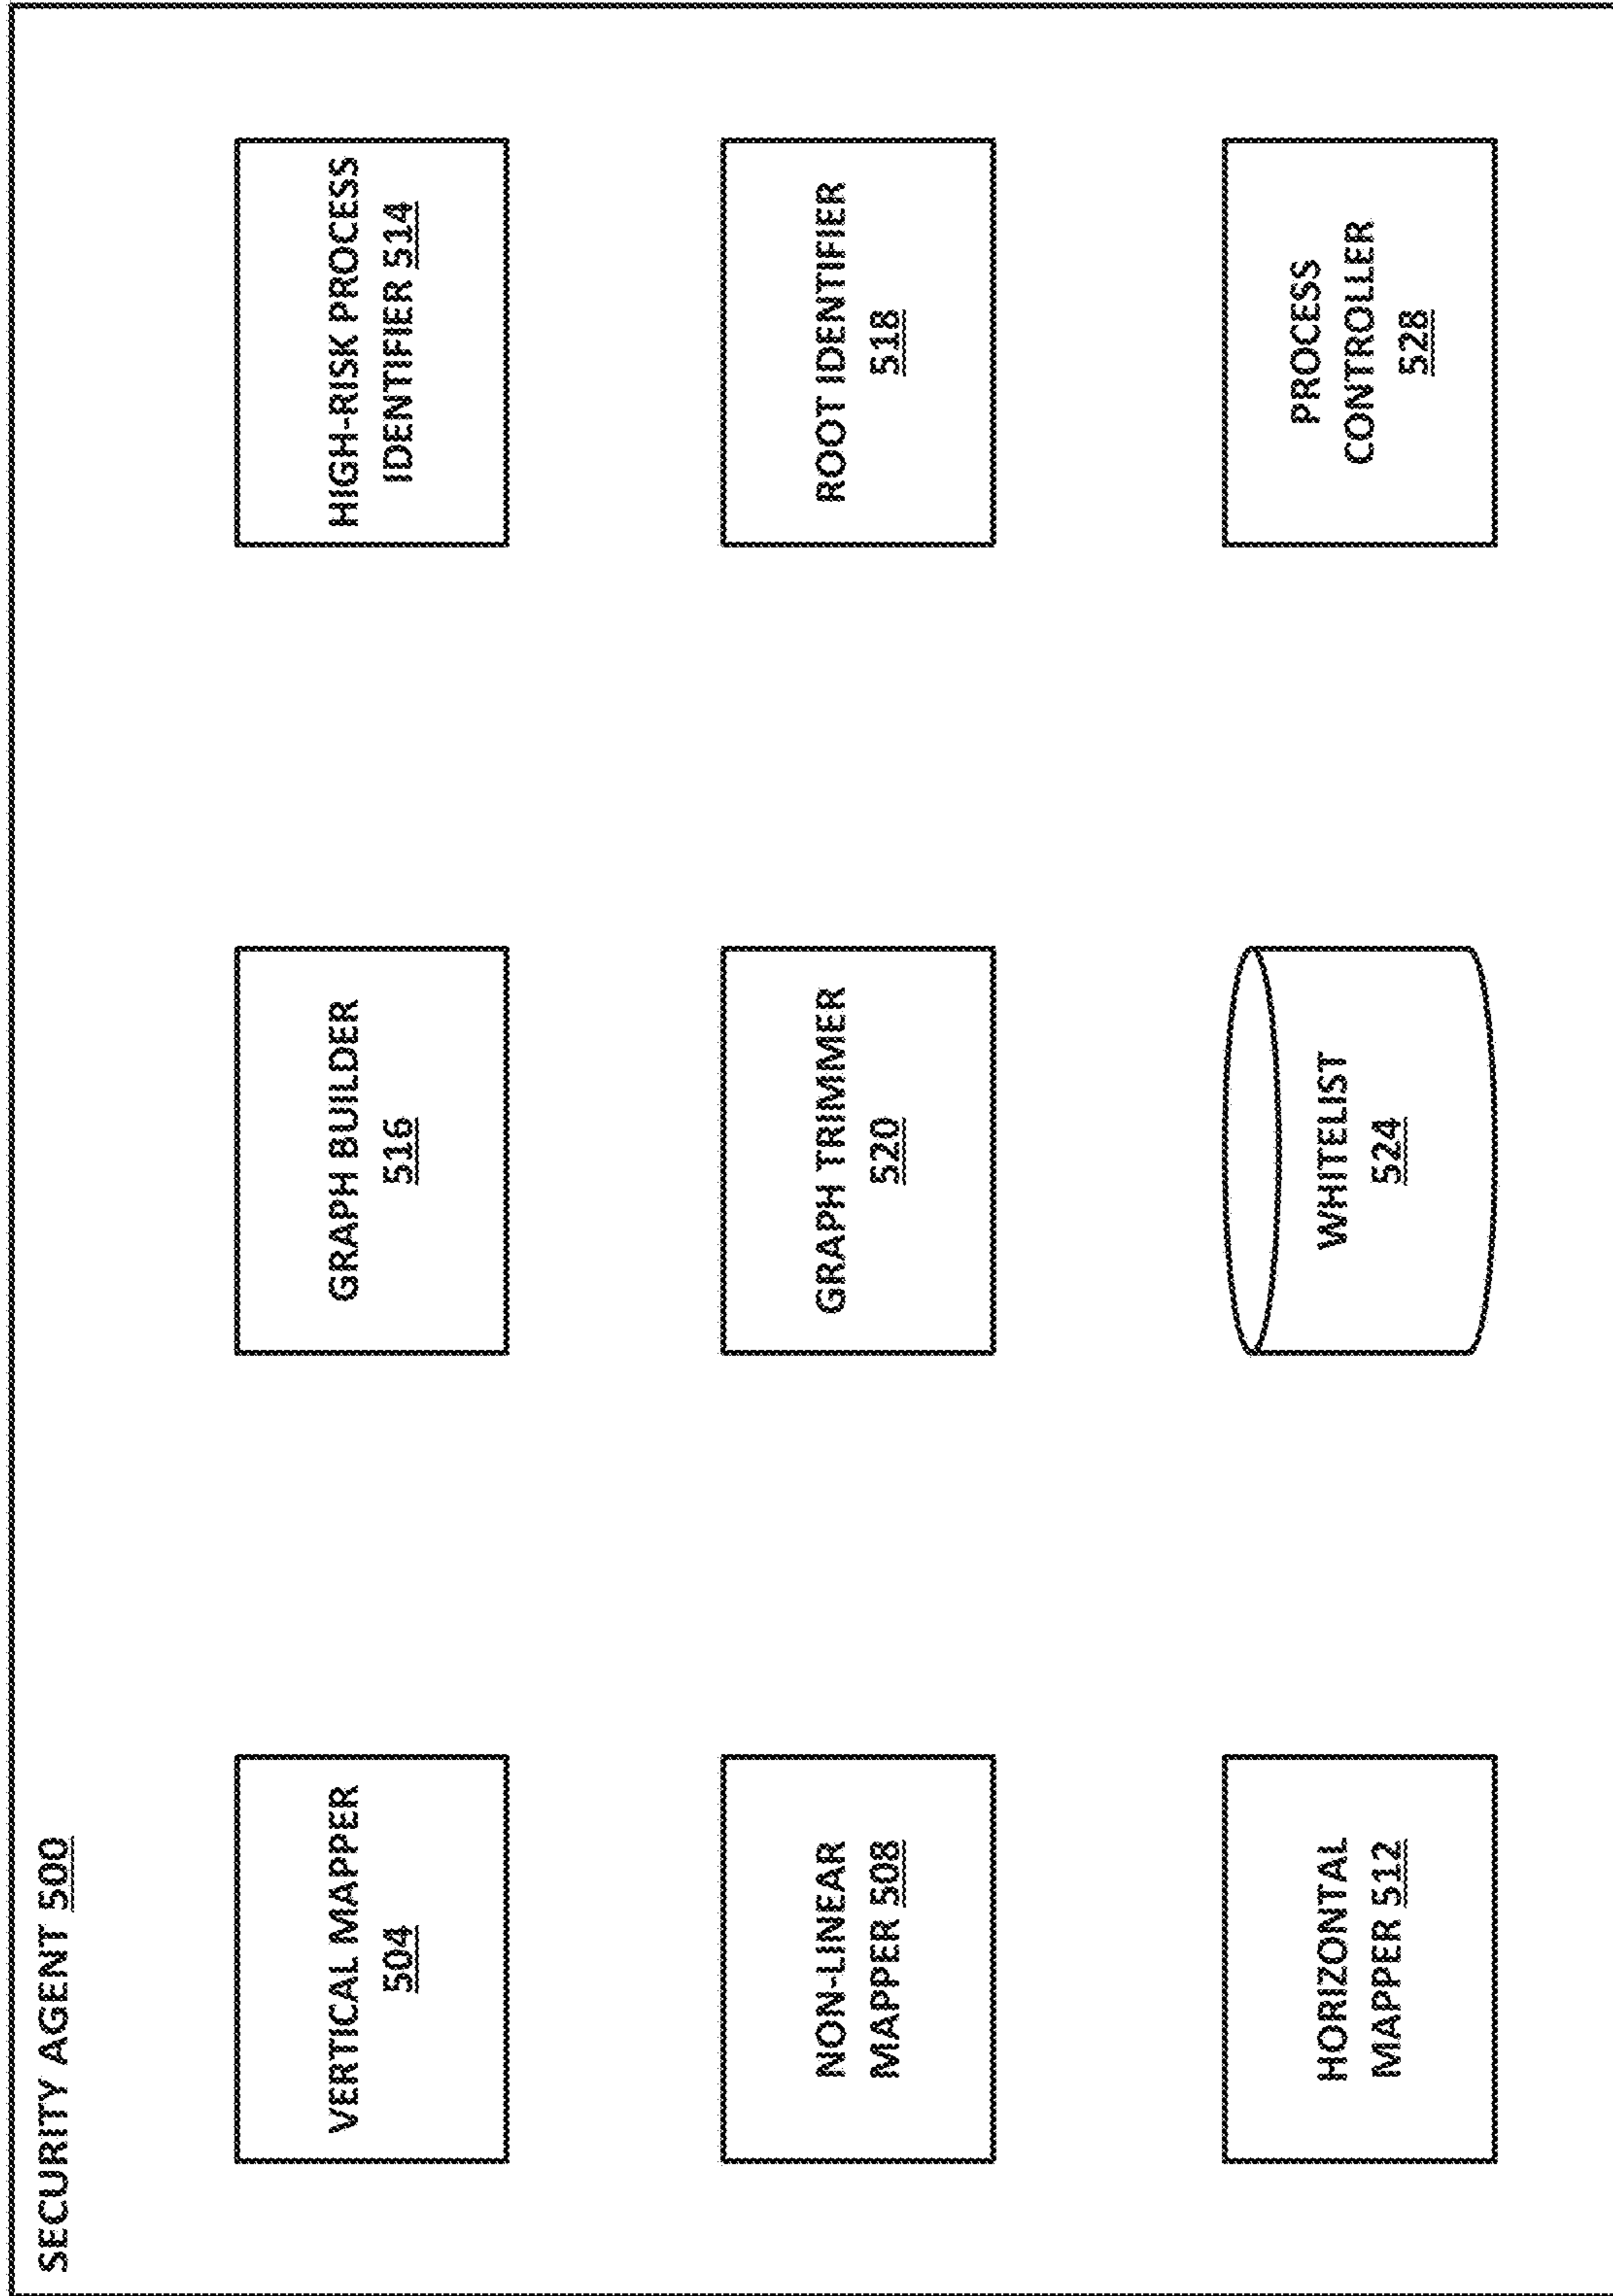 SECURITY AGENT 500
VERTICAL MAPPER
504
GRAPH BUILDER
516
HIGH-RISK PROCESS
IDENTIFIER 514
NON-LINEAR
MAPPER 508
GRAPH TRIMMER
520
ROOT IDENTIFIER
518
HORIZONTAL
MAPPER 512
WHITELIST
524
PROCESS
CONTROLLER
528